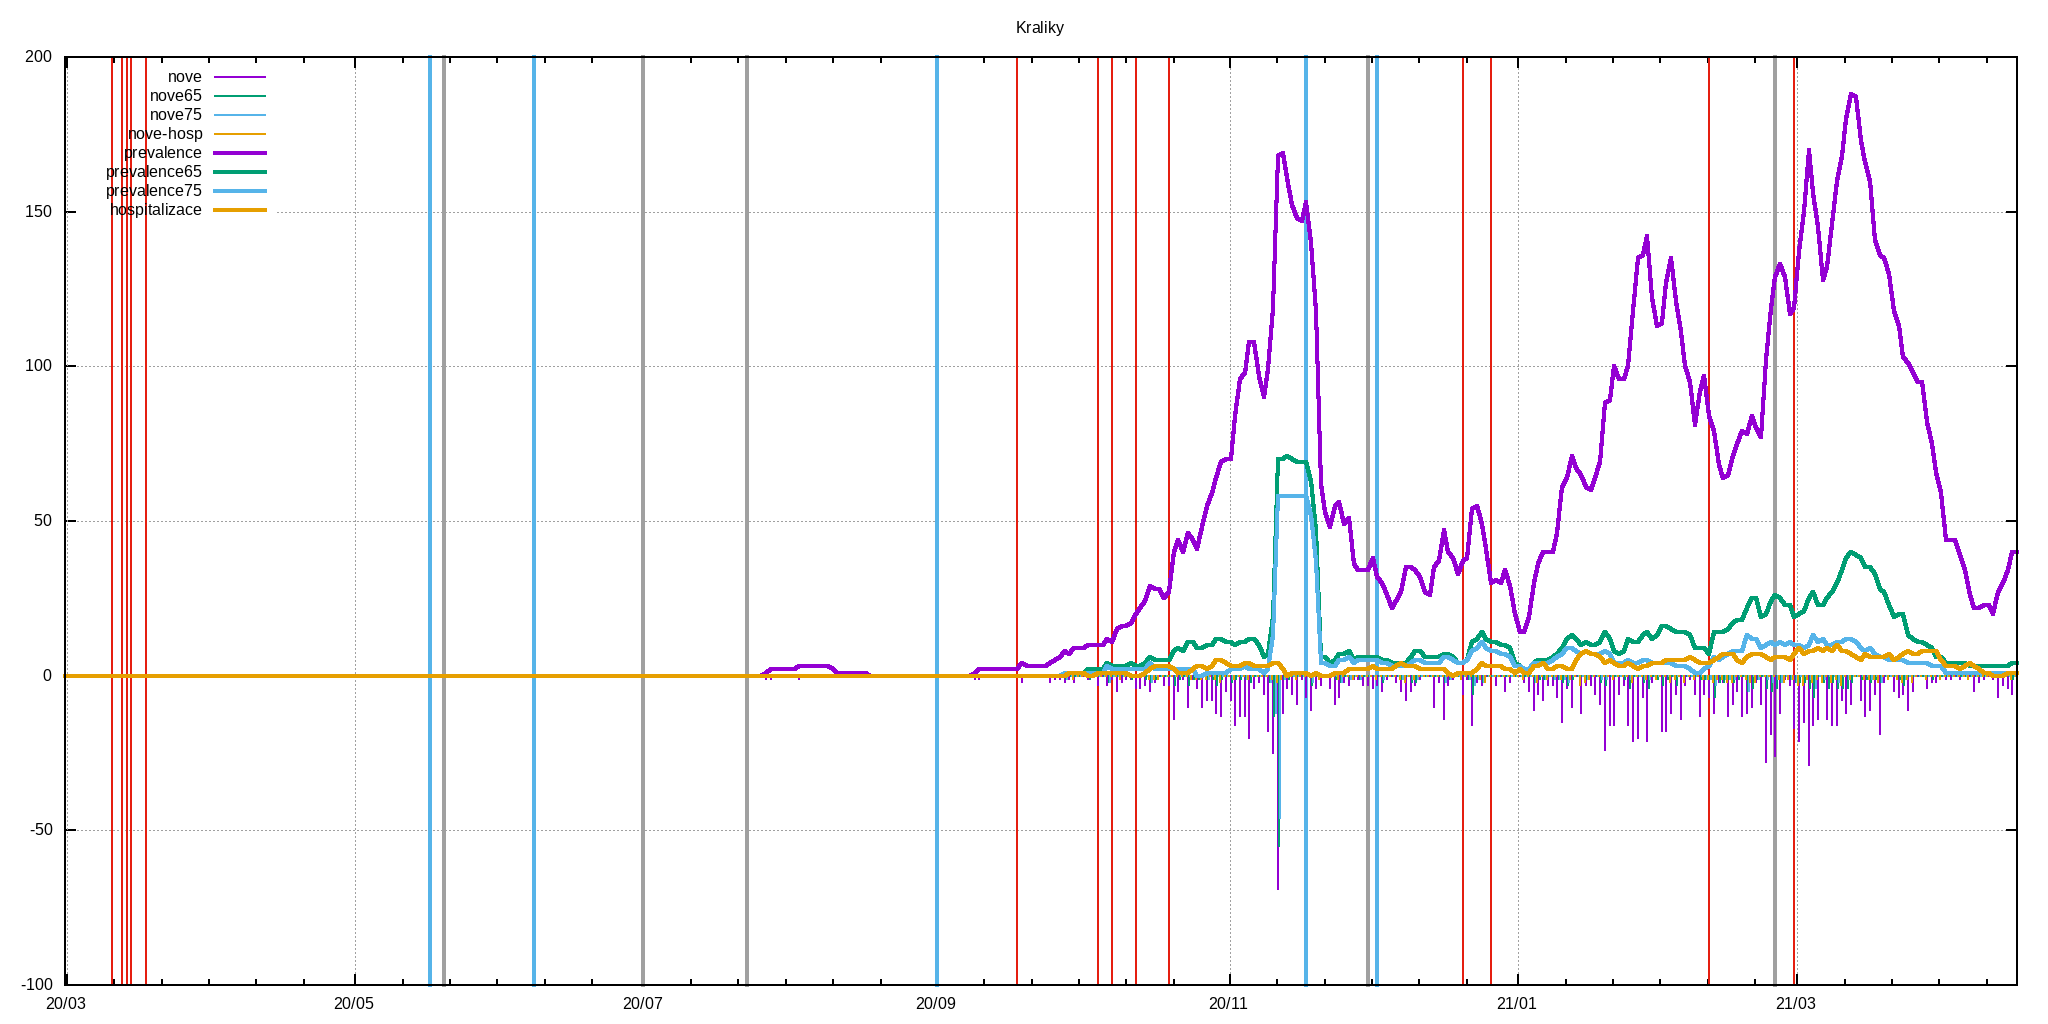 Kraliky
200
150
100
50
0
-50
-100
nove
nove65
nove75
nove-hosp
prevalence
prevalence65
prevalence75
hospitalizace
20/03 20/05 20/07 20/09 20/11 21/01 21/03